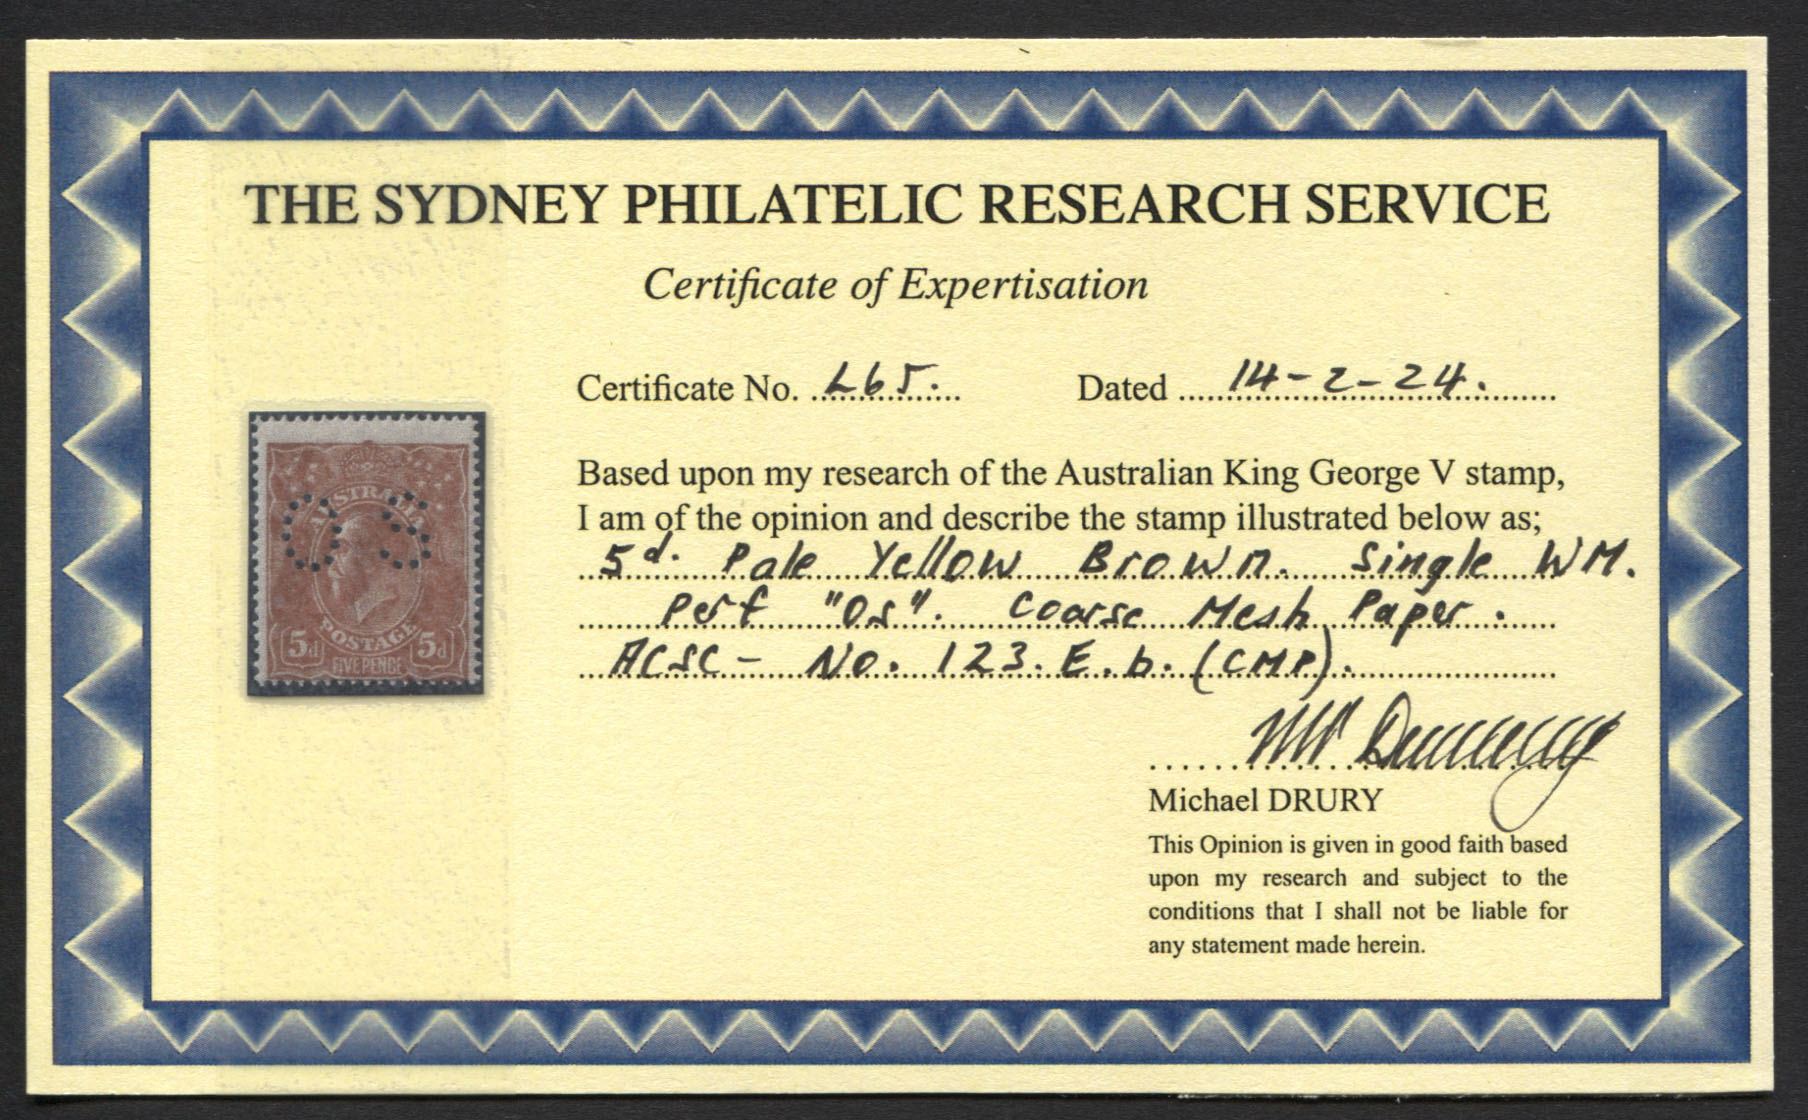 THE SYDNEY PHILATELIC RESEARCH SERVICE
Certificate of Expertisation
Certificate No. L65. Dated 14-2-24.
Based upon my research of the Australian King George V stamp,
I am of the opinion and describe the stamp illustrated below as;
5d. Pale Yellow Brown. Single WM.
Perf "OS". Coarse Mesh Paper.
ACSC - No. 123. E. b. (CMP).
AUSTRALIA
OS
POSTAGE
5d 5d
FIVE PENCE
Michael DRURY
This Opinion is given in good faith based
upon my research and subject to the
conditions that I shall not be liable for
any statement made herein.